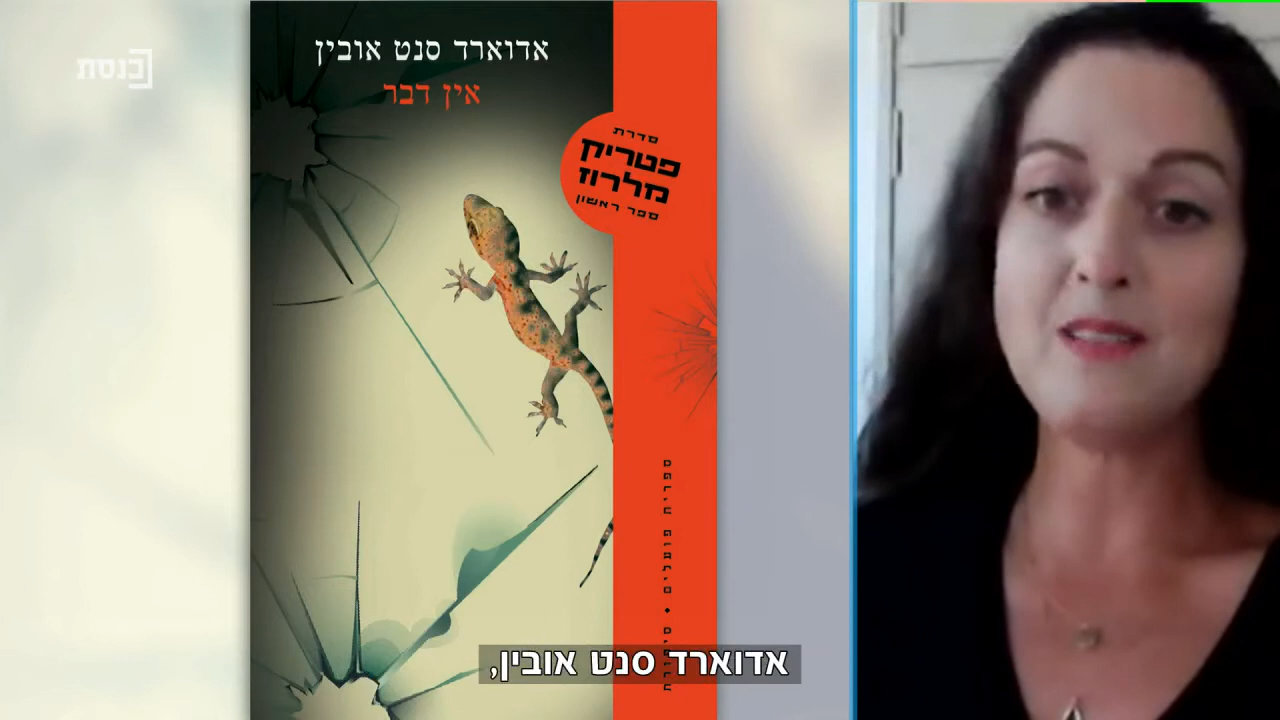 כנסת
אדוארד סנט אובין
אין דבר
סדרת
פטריק
מלרוז
ספר ראשון
אדוארד סנט אובין,